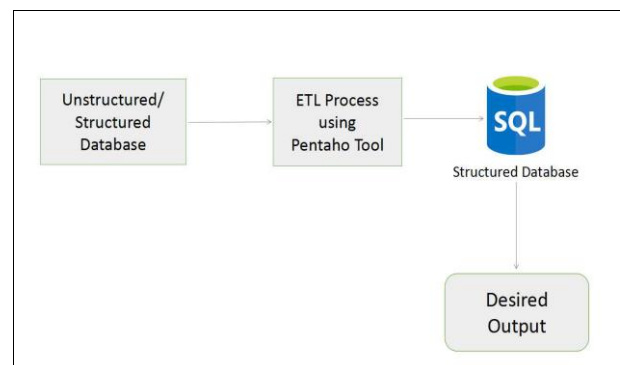 Unstructured/
Structured
Database
ETL Process
using
Pentaho Tool
SQL
Structured Database
Desired
Output